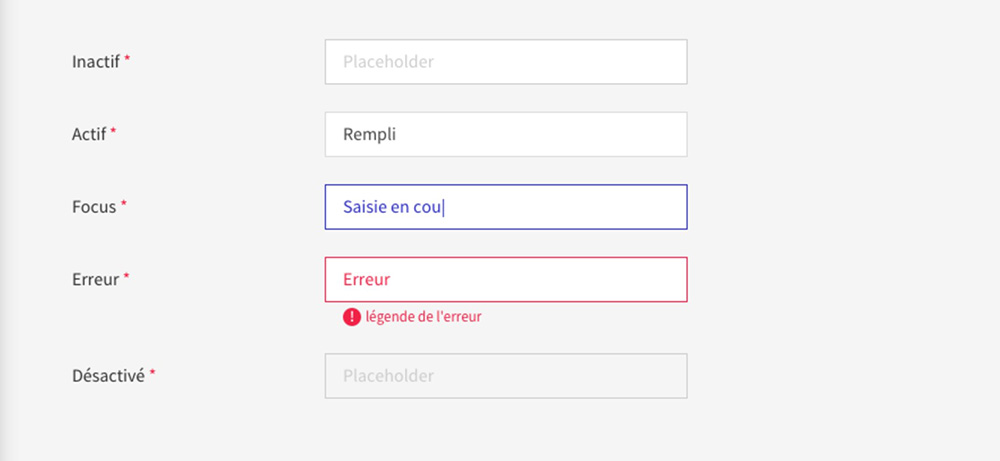 Inactif * Placeholder
Actif * Rempli
Focus * Saisie en cou
Erreur * Erreur
! légende de l'erreur
Désactivé * Placeholder